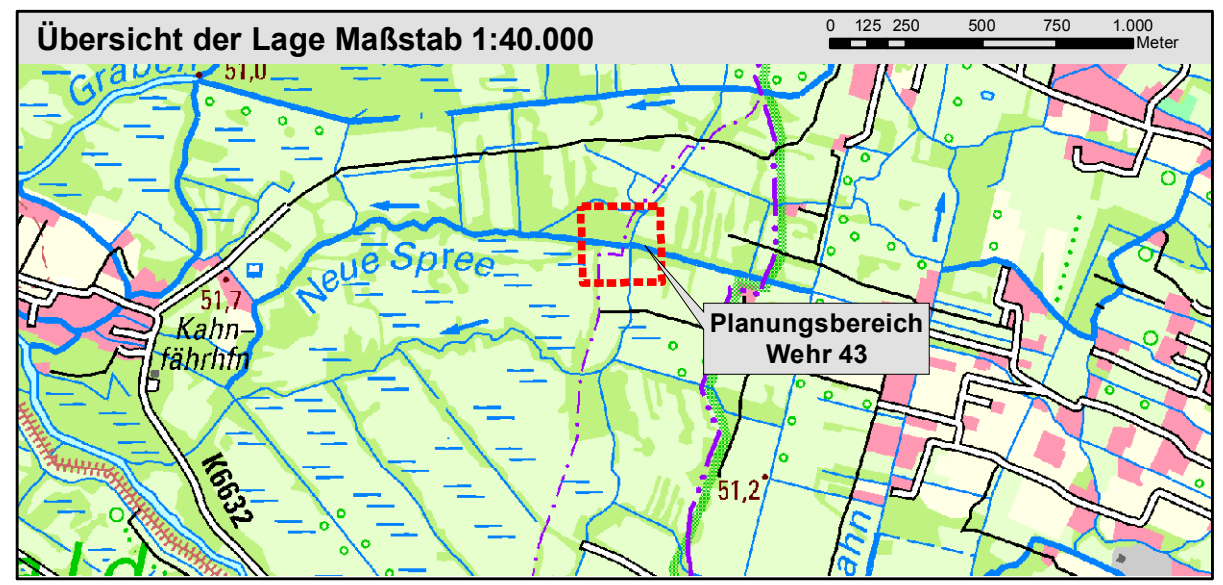 Übersicht der Lage Maßstab 1:40.000
0 125 250 500 750 1.000
Meter
Graben
51,0
Neue Spree
51,7
Kahn-
fährhfn
Planungsbereich
Wehr 43
K6632
51,2